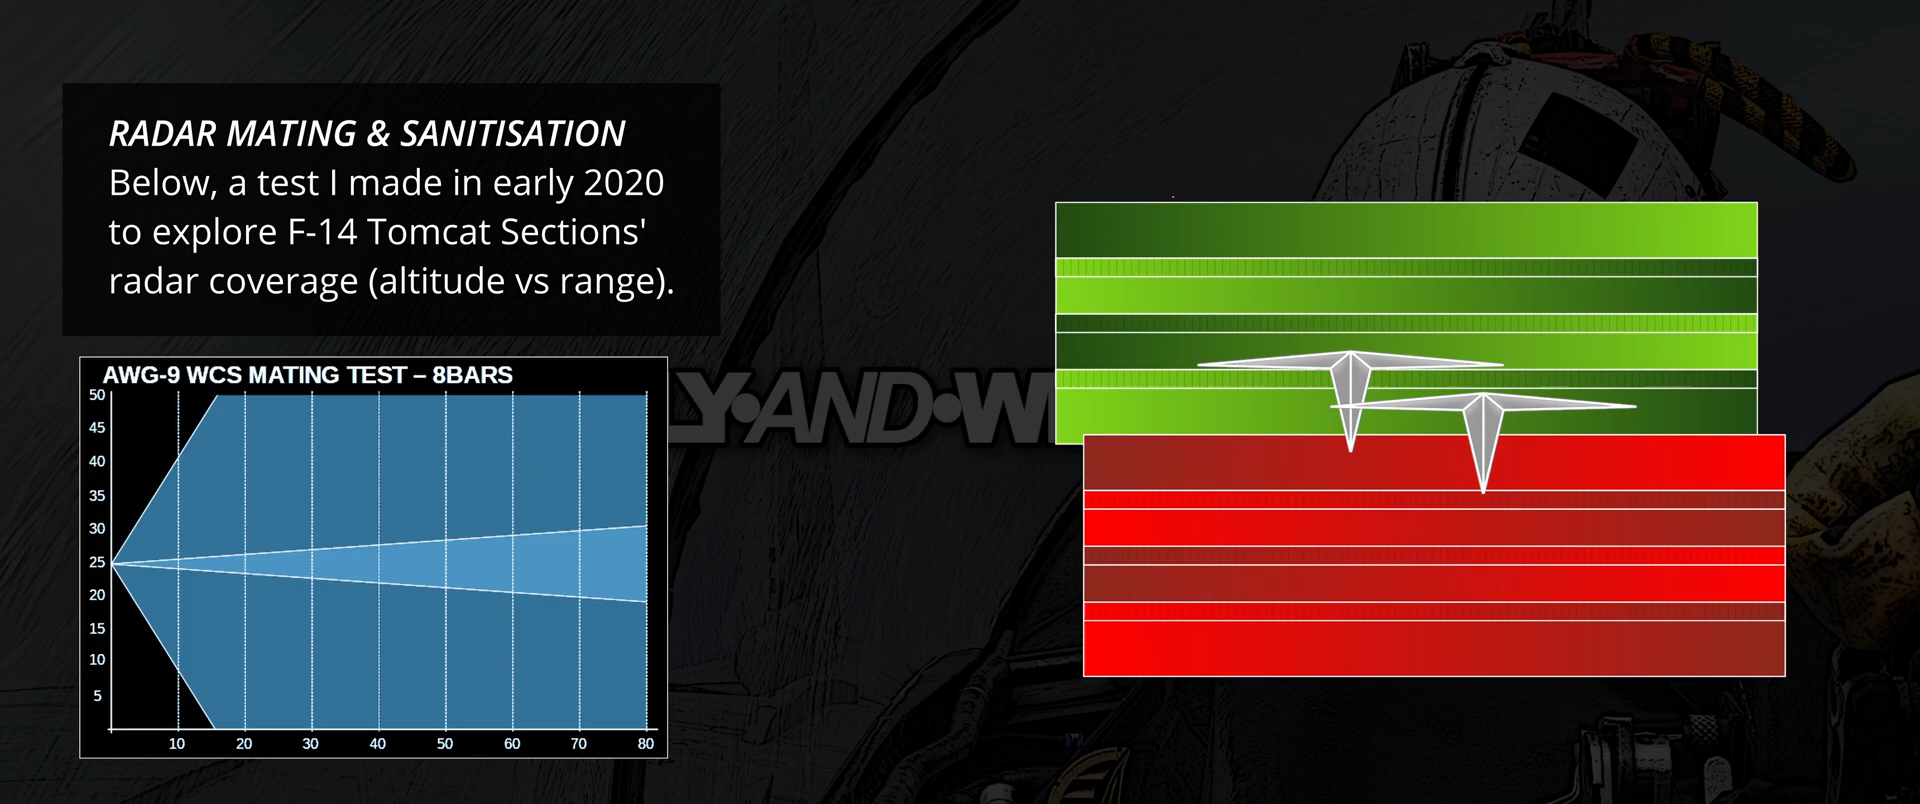 RADAR MATING & SANITISATION
Below, a test I made in early 2020
to explore F-14 Tomcat Sections'
radar coverage (altitude vs range).
AWG-9 WCS MATING TEST – 8BARS
50
45
40
35
30
25
20
15
10
5
10 20 30 40 50 60 70 80
Y•AND•W